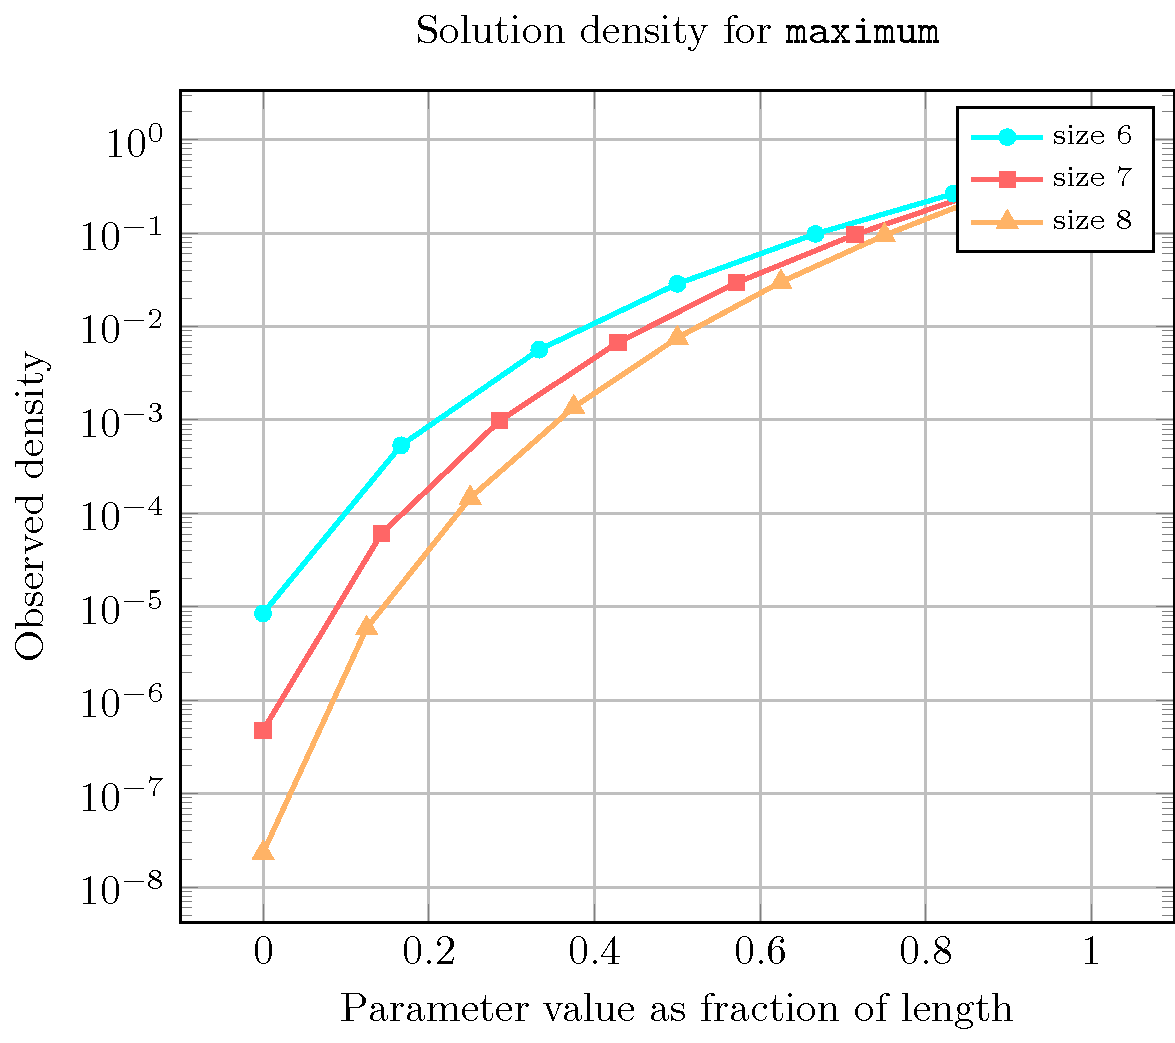 Solution density for maximum
size 6
size 7
size 8
10^0
10^{-1}
10^{-2}
10^{-3}
10^{-4}
10^{-5}
10^{-6}
10^{-7}
10^{-8}
Observed density
0 0.2 0.4 0.6 0.8 1
Parameter value as fraction of length